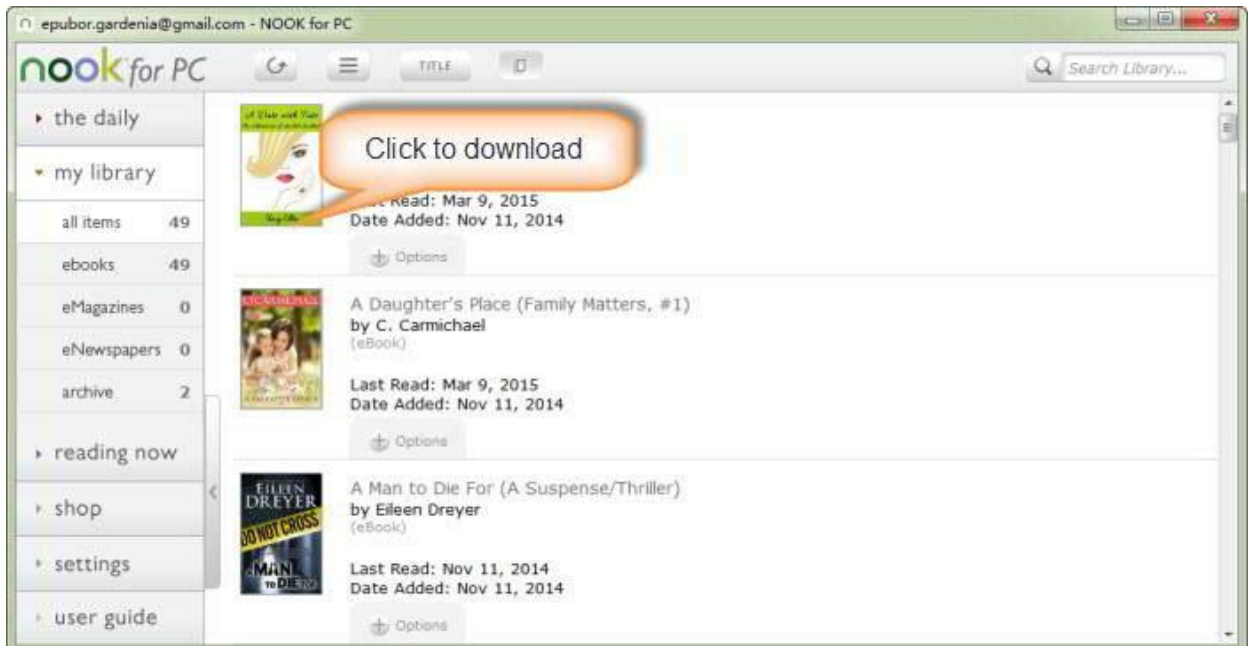 epubor.gardenia@gmail.com - NOOK for PC
nook for PC
TITLE
Search Library...
the daily
my library
all items 49
ebooks 49
eMagazines 0
eNewspapers 0
archive 2
reading now
shop
settings
user guide
Click to download
Last Read: Mar 9, 2015
Date Added: Nov 11, 2014
Options
A Daughter's Place (Family Matters, #1)
by C. Carmichael
(eBook)
Last Read: Mar 9, 2015
Date Added: Nov 11, 2014
Options
EILEEN
DREYER
DO NOT CROSS
A MAN
TO DIE FOR
A Man to Die For (A Suspense/Thriller)
by Eileen Dreyer
(eBook)
Last Read: Nov 11, 2014
Date Added: Nov 11, 2014
Options